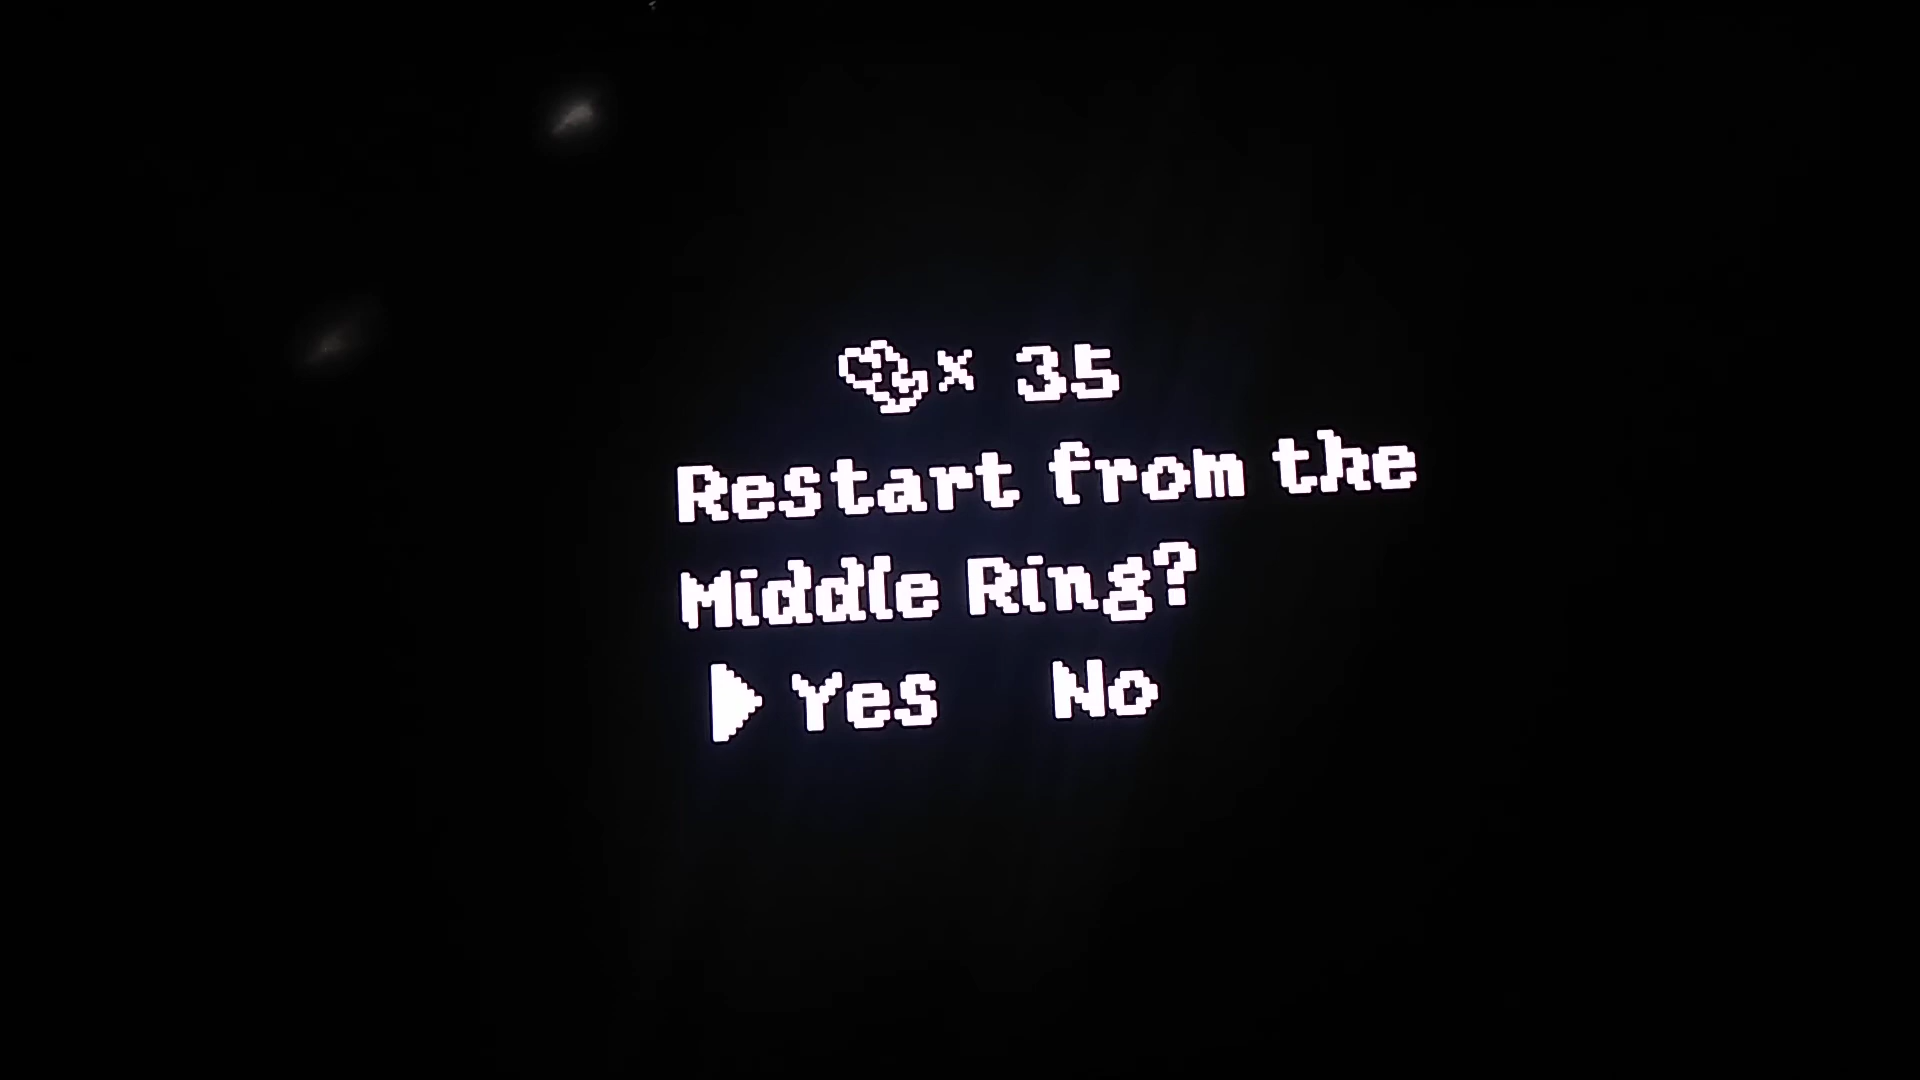 x 35
Restart from the
Middle Ring?
Yes No